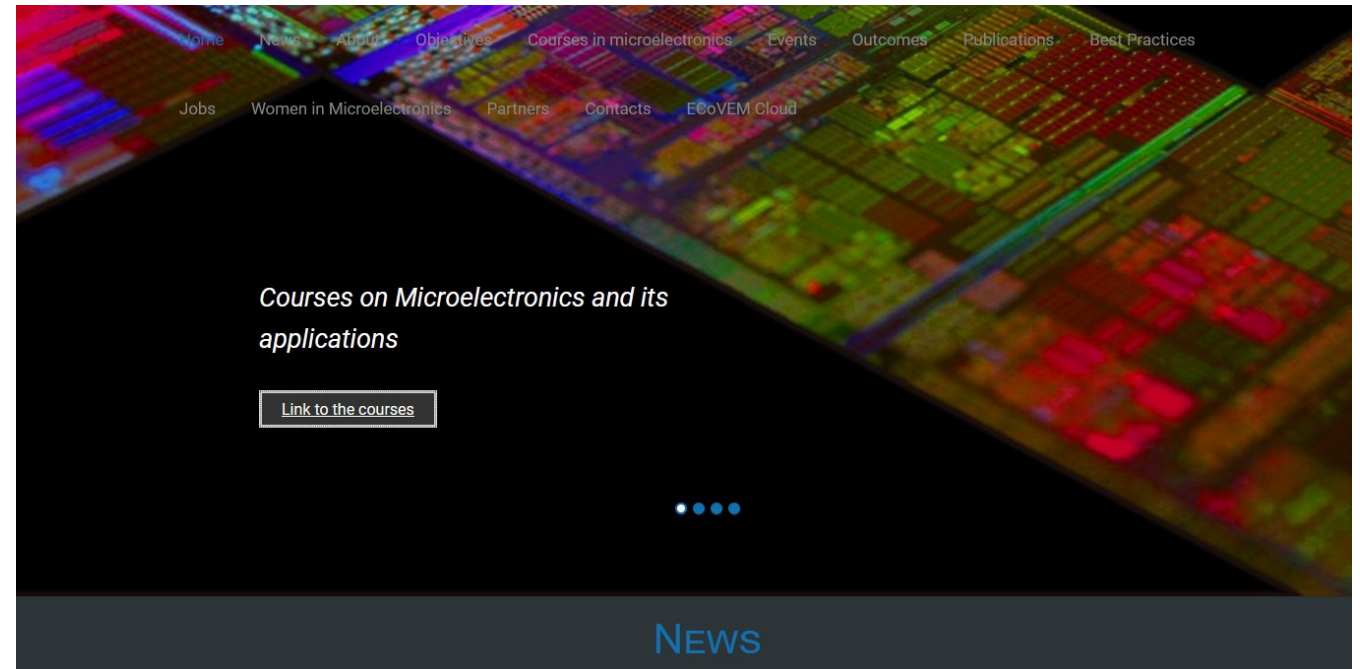 Home News About Objectives Courses in microelectronics Events Outcomes Publications Best Practices
Jobs Women in Microelectronics Partners Contacts ECoVEM Cloud
Courses on Microelectronics and its
applications
Link to the courses
News